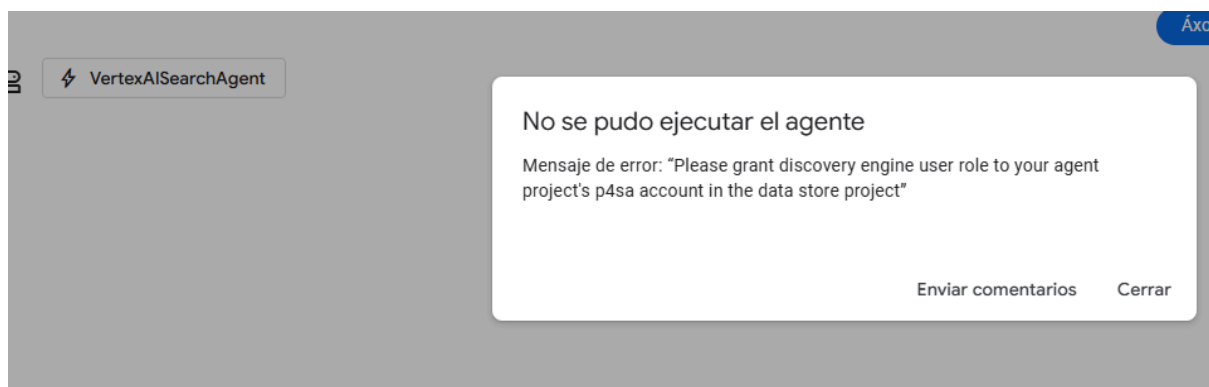 VertexAISearchAgent
No se pudo ejecutar el agente
Mensaje de error: “Please grant discovery engine user role to your agent
project's p4sa account in the data store project”
Enviar comentarios
Cerrar